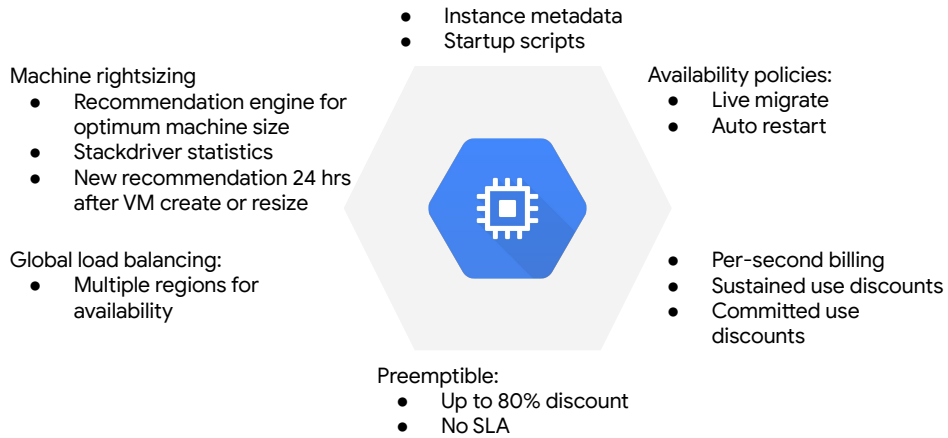 ● Instance metadata
● Startup scripts
Machine rightsizing
● Recommendation engine for
optimum machine size
● Stackdriver statistics
● New recommendation 24 hrs
after VM create or resize
Availability policies:
● Live migrate
● Auto restart
Global load balancing:
● Multiple regions for
availability
● Per-second billing
● Sustained use discounts
● Committed use
discounts
Preemptible:
● Up to 80% discount
● No SLA